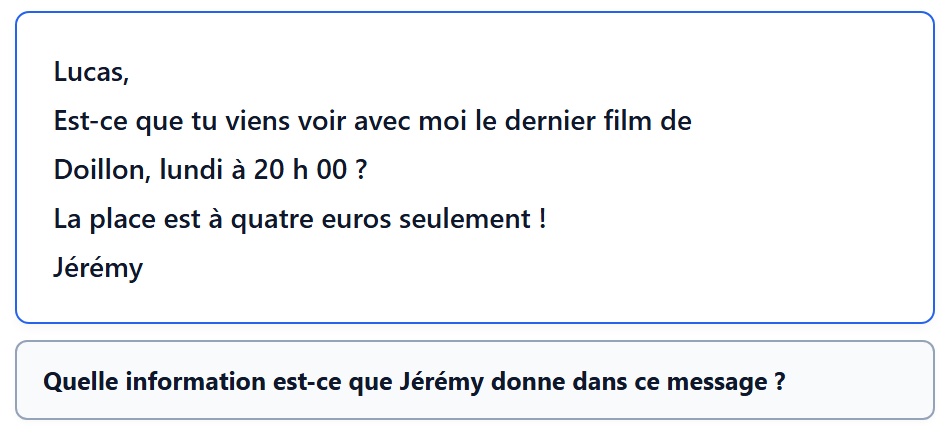 Lucas,
Est-ce que tu viens voir avec moi le dernier film de
Doillon, lundi à 20 h 00 ?
La place est à quatre euros seulement !
Jérémy
Quelle information est-ce que Jérémy donne dans ce message ?